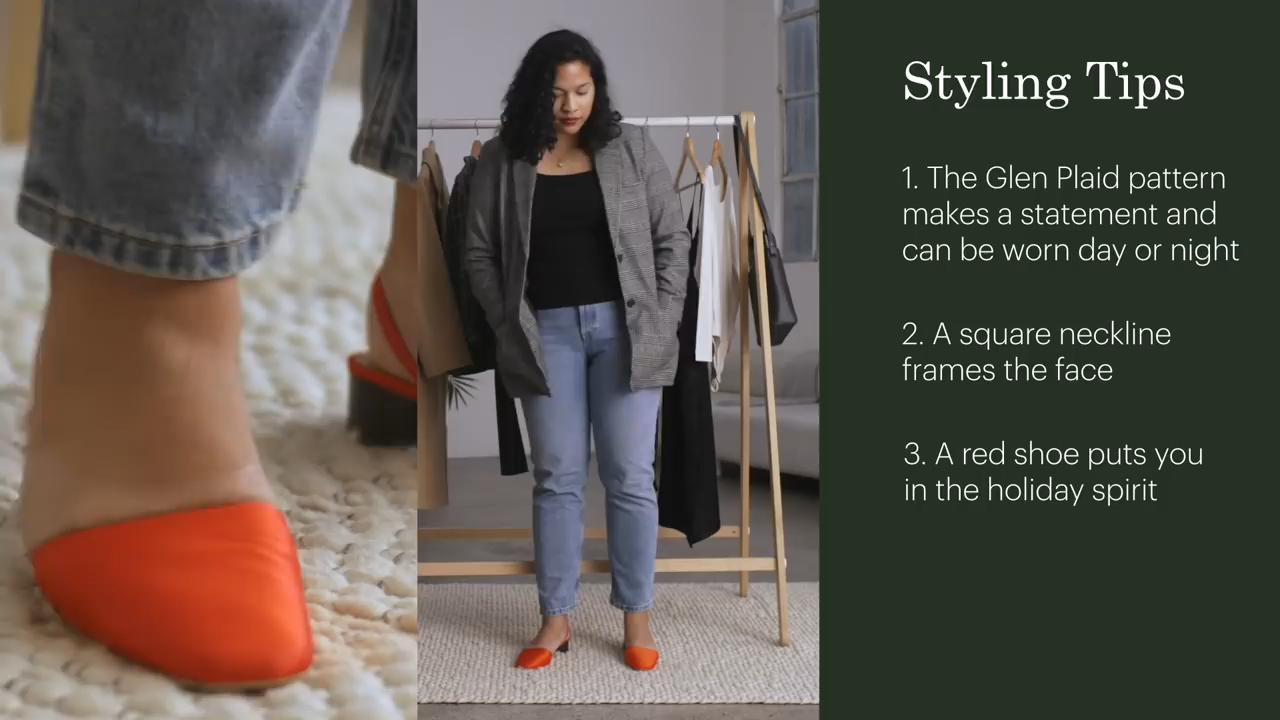 Styling Tips
1. The Glen Plaid pattern
makes a statement and
can be worn day or night
2. A square neckline
frames the face
3. A red shoe puts you
in the holiday spirit